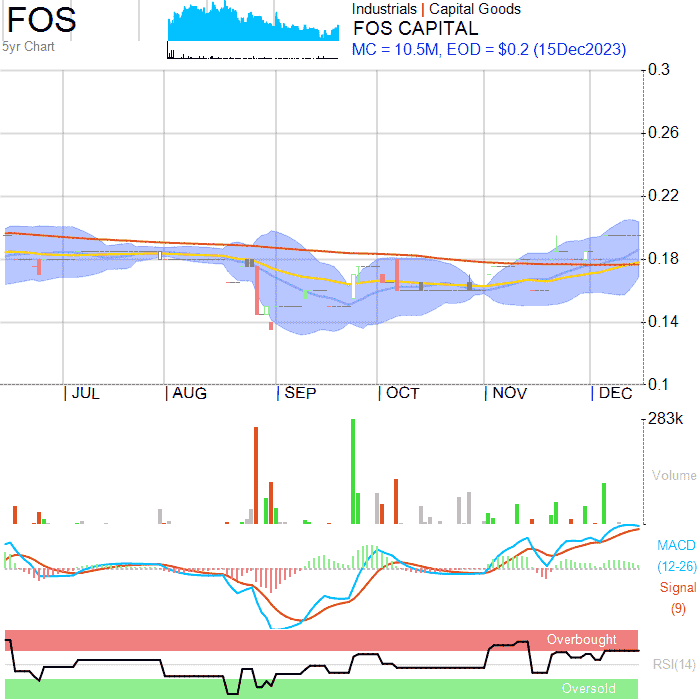 FOS
5yr Chart
Industrials | Capital Goods
FOS CAPITAL
MC = 10.5M, EOD = $0.2 (15Dec2023)
0.3
0.26
0.22
0.18
0.14
0.1
JUL AUG SEP OCT NOV DEC
283k
Volume
MACD
(12-26)
Signal
(9)
Overbought
RSI(14)
Oversold